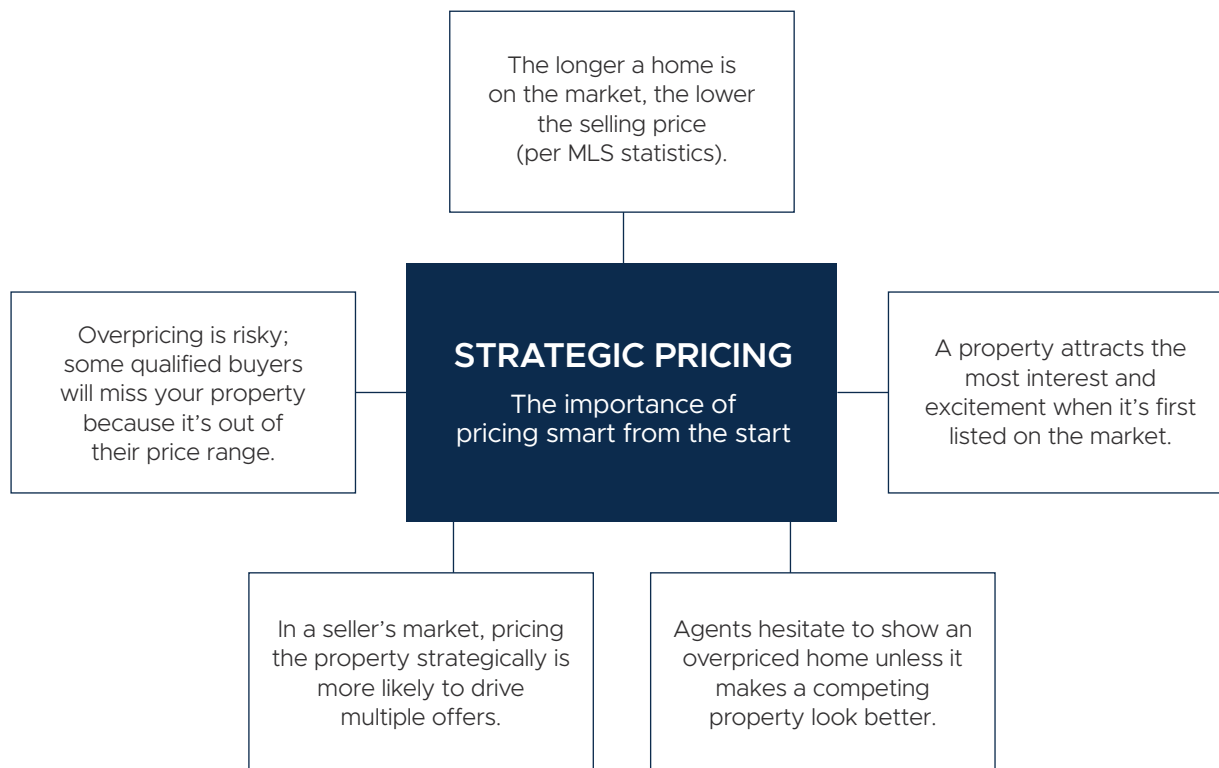 The longer a home is
on the market, the lower
the selling price
(per MLS statistics).
Overpricing is risky;
some qualified buyers
will miss your property
because it’s out of
their price range.
STRATEGIC PRICING
The importance of
pricing smart from the start
A property attracts the
most interest and
excitement when it’s first
listed on the market.
In a seller’s market, pricing
the property strategically is
more likely to drive
multiple offers.
Agents hesitate to show an
overpriced home unless it
makes a competing
property look better.